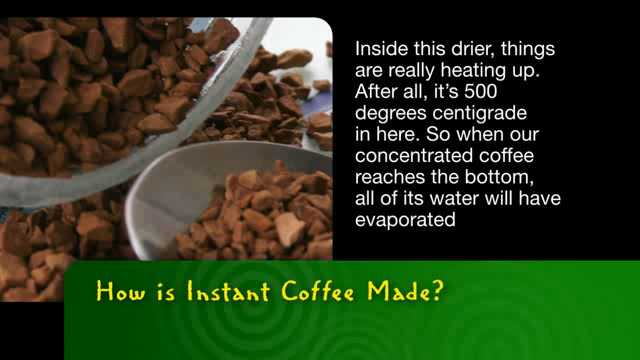 Inside this drier, things
are really heating up.
After all, it's 500
degrees centigrade
in here. So when our
concentrated coffee
reaches the bottom,
all of its water will have
evaporated
How is Instant Coffee Made?